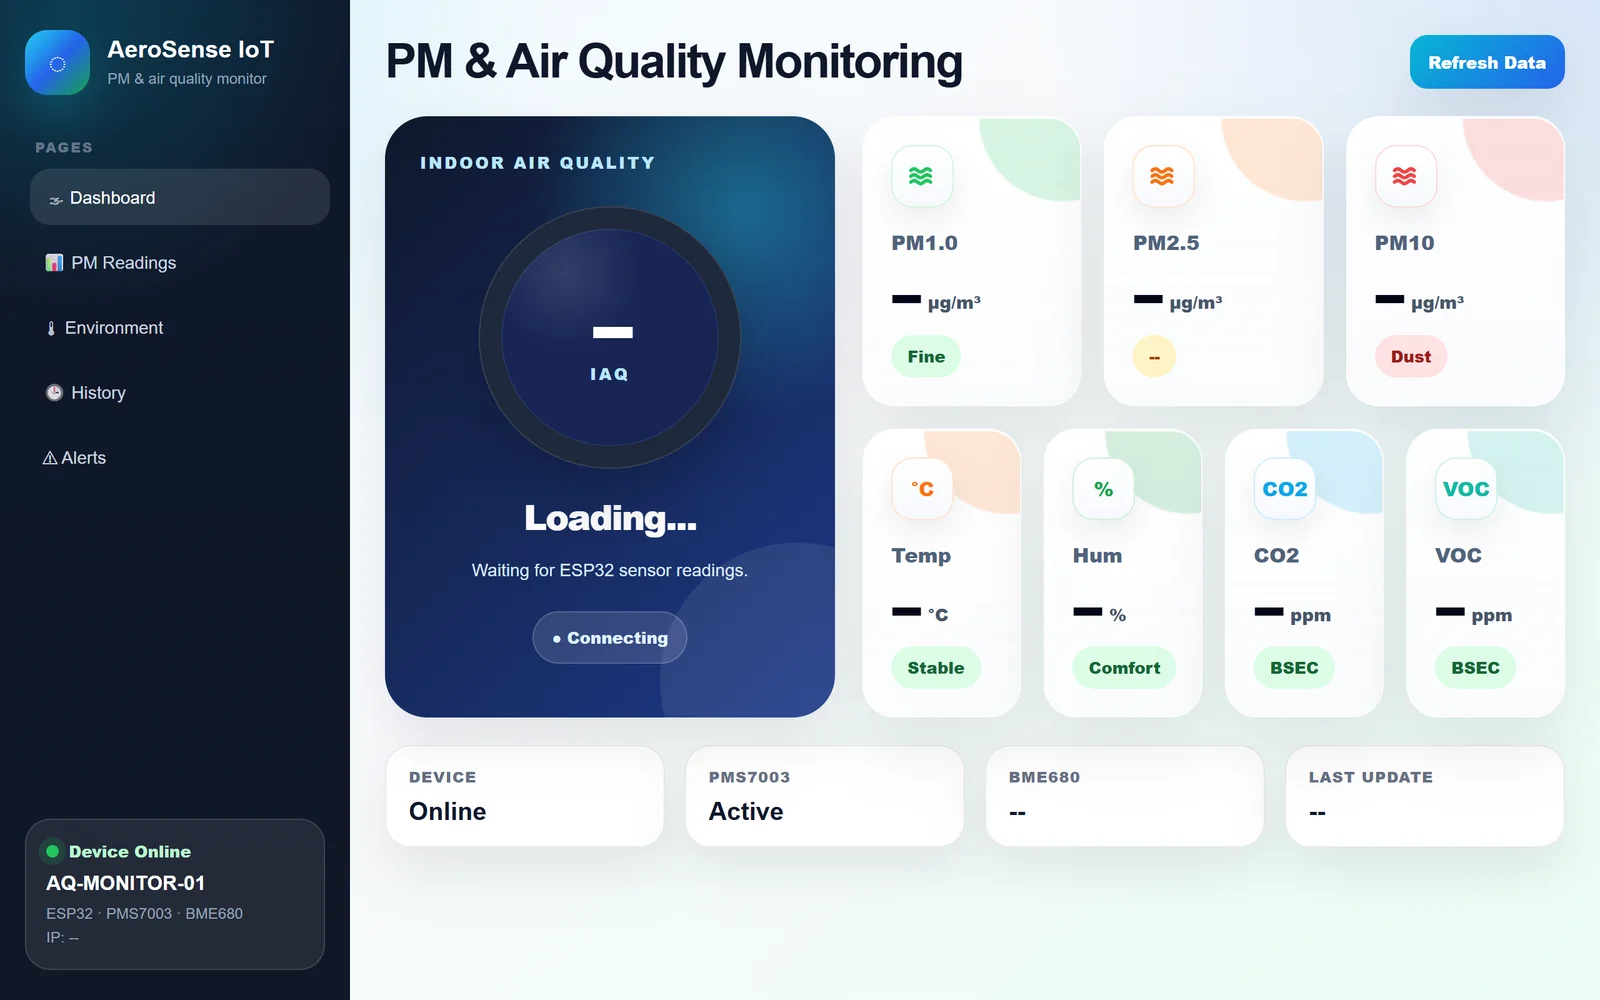 AeroSense IoT
PM & air quality monitor
PAGES
Dashboard
PM Readings
Environment
History
Alerts
Device Online
AQ-MONITOR-01
ESP32 · PMS7003 · BME680
IP: --
PM & Air Quality Monitoring
Refresh Data
INDOOR AIR QUALITY
--
IAQ
Loading...
Waiting for ESP32 sensor readings.
● Connecting
PM1.0
-- µg/m³
Fine
PM2.5
-- µg/m³
--
PM10
-- µg/m³
Dust
°C
Temp
-- °C
Stable
%
Hum
-- %
Comfort
CO2
CO2
-- ppm
BSEC
VOC
VOC
-- ppm
BSEC
DEVICE
Online
PMS7003
Active
BME680
--
LAST UPDATE
--